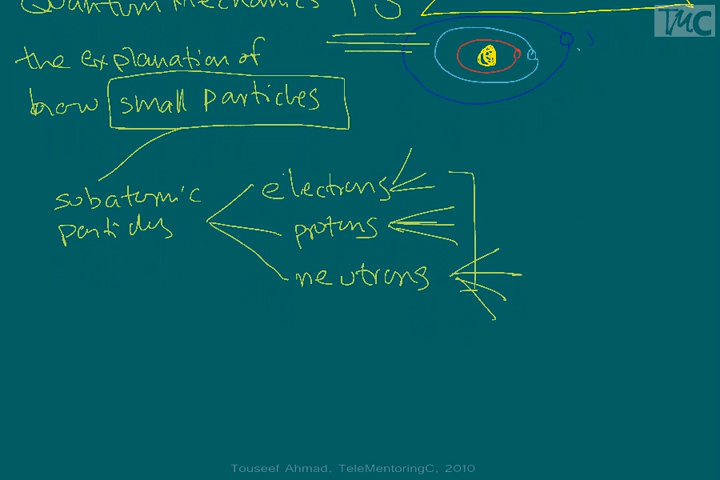 Quantum Mechanics is
TMC
the explanation of
how small particles
subatomic
particles
electrons
protons
neutrons
Touseef Ahmad, TeleMentoringC, 2010